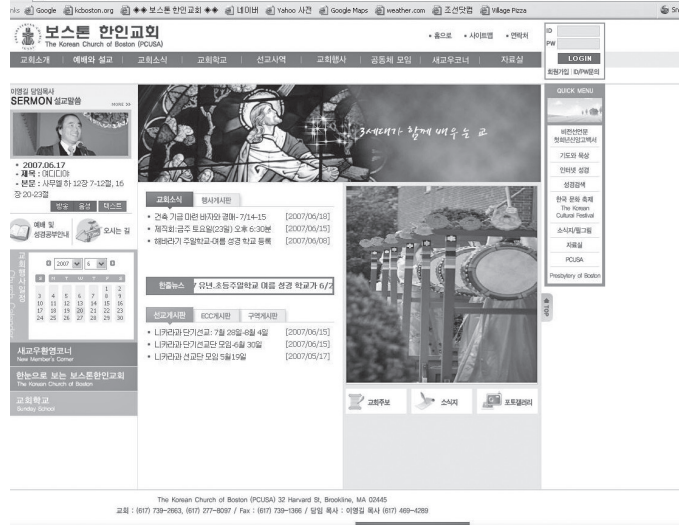 Google kcboston.org ◆◆보스톤 한인교회◆◆ 네이버 Yahoo 사전 Google Maps weather.com 조선닷컴 Village Pizza
보스톤 한인교회
The Korean Church of Boston (PCUSA)
• 홈으로 • 사이트맵 • 연락처
ID
PW
LOGIN
회원가입 | ID/PW문의
교회소개 | 예배와 설교 | 교회소식 | 교회학교 | 선교사역 | 교회행사 | 공동체 모임 | 새교우코너 | 자료실
이영길 담임목사
SERMON 설교말씀 MORE >>
• 2007.06.17
• 제목 : 여디디야
• 본문 : 사무엘 하 12장 7-12절, 16
장 20-23절
방송 음성 텍스트
예배 및
성경공부안내
오시는 길
교회행사일정
2007 6
S M T W T F S
1 2
3 4 5 6 7 8 9
10 11 12 13 14 15 16
17 18 19 20 21 22 23
24 25 26 27 28 29 30
새교우환영코너
New Member's Corner
한눈으로 보는 보스톤한인교회
The Korean Church of Boston
교회학교
Sunday School
3세대가 함께 배우는 교
교회소식 행사게시판
• 건축 기금 마련 바자와 경매- 7/14-15 [2007/06/18]
• 제직회:금주 토요일(23일) 오후 6:30분 [2007/06/15]
• 해바라기 주일학교-여름 성경 학교 등록 [2007/06/08]
한줄뉴스 유년.초등주일학교 여름 성경 학교가 6/2
선교게시판 ECC게시판 구역게시판
• 니카라과 단기선교: 7월 28일-8월 4일 [2007/06/15]
• 니카라과 단기선교단 모임-6월 30일 [2007/06/15]
• 니카라과 선교단 모임 5월19일 [2007/05/17]
교회주보
소식지
포토갤러리
QUICK MENU
비전선언문
첫희년신앙고백서
기도와 묵상
인터넷 성경
성경검색
한국 문화 축제
The Korean
Cultural Festival
소식지/필그림
자료실
PCUSA
Presbytery of Boston
TOP
The Korean Church of Boston (PCUSA) 32 Harvard St, Brookline, MA 02445
교회 : (617) 739-2663, (617) 277-8097 / Fax : (617) 739-1366 / 담임 목사 : 이영길 목사 (617) 469-4289